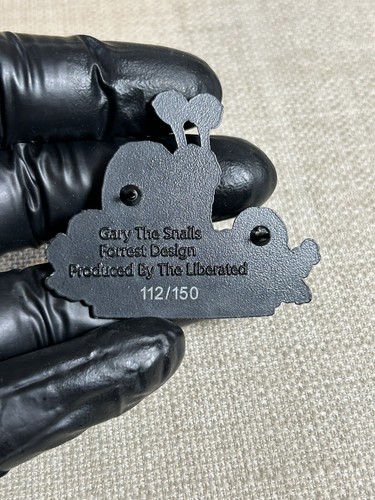 Gary The Snails
Forrest Design
Produced By The Liberated
112/150